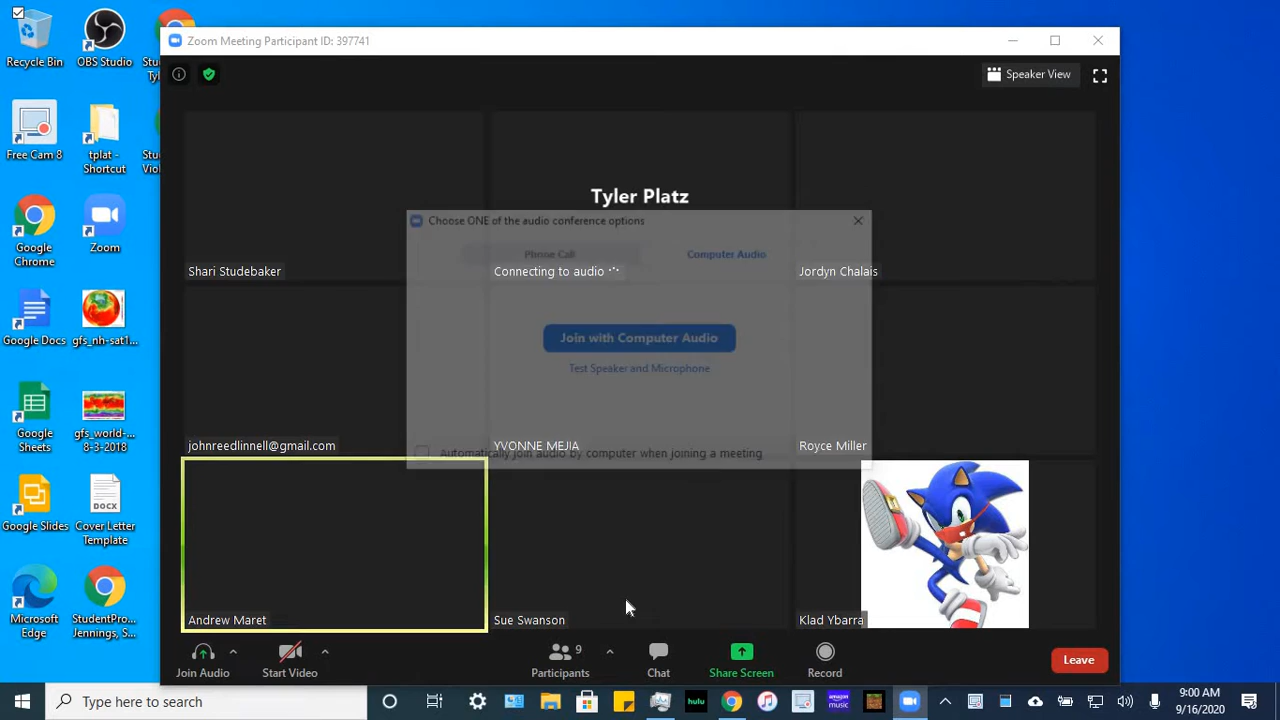 Zoom Meeting Participant ID: 397741
Speaker View
Recycle Bin
OBS Studio
Free Cam 8
tplat -
Shortcut
Google
Chrome
Zoom
Google Docs
gfs_nh-sat1...
Google
Sheets
gfs_world-...
8-3-2018
Google Slides
DOCX
Cover Letter
Template
Microsoft
Edge
StudentPro...
Jennings, S...
Tyler Platz
Choose ONE of the audio conference options
Phone Call
Computer Audio
Shari Studebaker
Connecting to audio
Jordyn Chalais
Join with Computer Audio
Test Speaker and Microphone
johnreedlinnell@gmail.com
YVONNE MEJIA
Royce Miller
Automatically join audio by computer when joining a meeting
Andrew Maret
Sue Swanson
Klad Ybarra
Join Audio
Start Video
9
Participants
Chat
Share Screen
Record
Leave
Type here to search
hulu
amazon
music
9:00 AM
9/16/2020